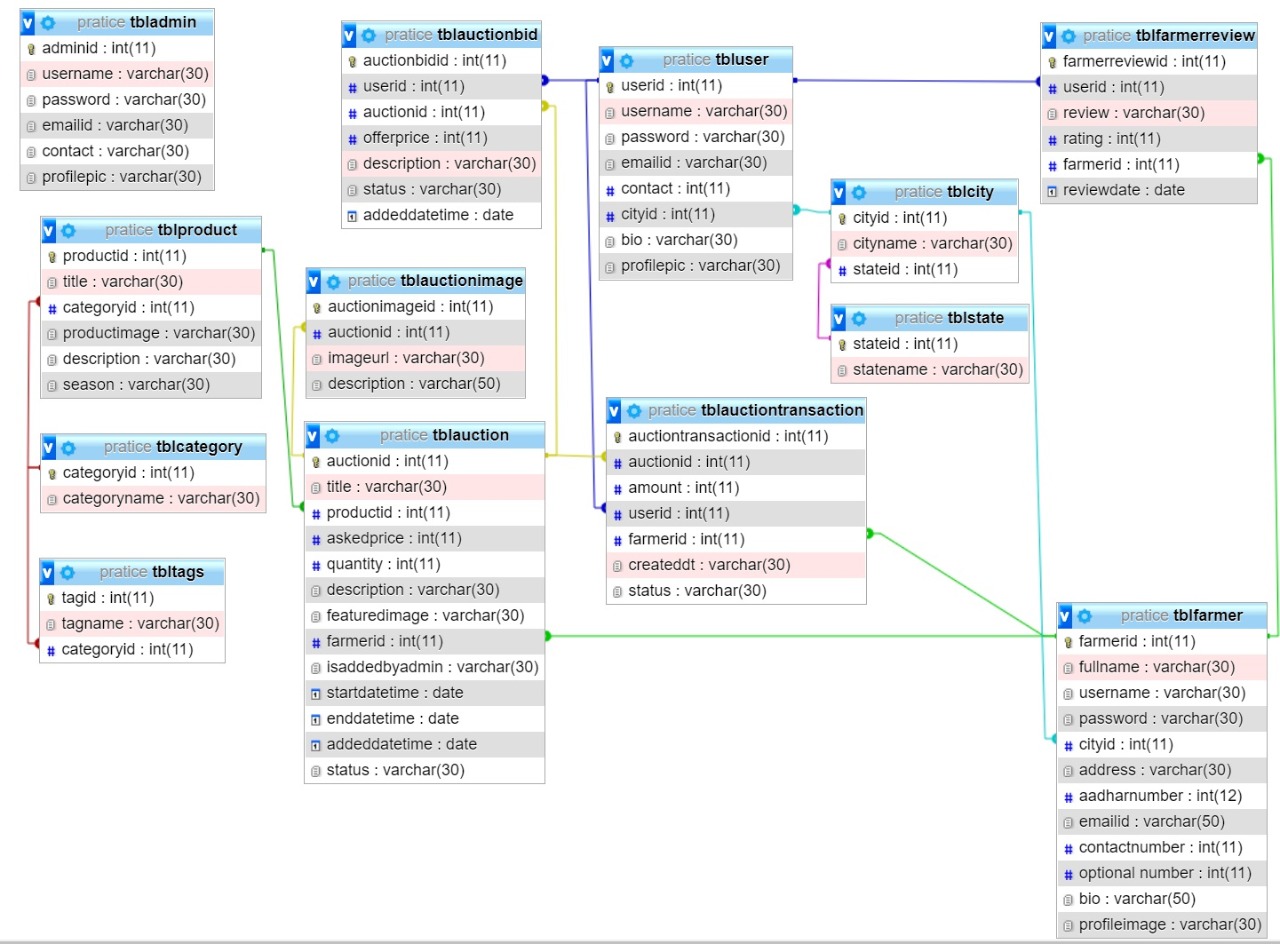 pratice tbladmin
adminid : int(11)
username : varchar(30)
password : varchar(30)
emailid : varchar(30)
contact : varchar(30)
profilepic : varchar(30)
pratice tblauctionbid
auctionbidid : int(11)
userid : int(11)
auctionid : int(11)
offerprice : int(11)
description : varchar(30)
status : varchar(30)
addeddatetime : date
pratice tbluser
userid : int(11)
username : varchar(30)
password : varchar(30)
emailid : varchar(30)
contact : int(11)
cityid : int(11)
bio : varchar(30)
profilepic : varchar(30)
pratice tblfarmerreview
farmerreviewid : int(11)
userid : int(11)
review : varchar(30)
rating : int(11)
farmerid : int(11)
reviewdate : date
pratice tblcity
cityid : int(11)
cityname : varchar(30)
stateid : int(11)
pratice tblstate
stateid : int(11)
statename : varchar(30)
pratice tblproduct
productid : int(11)
title : varchar(30)
categoryid : int(11)
productimage : varchar(30)
description : varchar(30)
season : varchar(30)
pratice tblauctionimage
auctionimageid : int(11)
auctionid : int(11)
imageurl : varchar(30)
description : varchar(50)
pratice tblcategory
categoryid : int(11)
categoryname : varchar(30)
pratice tblauction
auctionid : int(11)
title : varchar(30)
productid : int(11)
askedprice : int(11)
quantity : int(11)
description : varchar(30)
featuredimage : varchar(30)
farmerid : int(11)
isaddedbyadmin : varchar(30)
startdatetime : date
enddatetime : date
addeddatetime : date
status : varchar(30)
pratice tblauctiontransaction
auctiontransactionid : int(11)
auctionid : int(11)
amount : int(11)
userid : int(11)
farmerid : int(11)
createddt : varchar(30)
status : varchar(30)
pratice tbltags
tagid : int(11)
tagname : varchar(30)
categoryid : int(11)
pratice tblfarmer
farmerid : int(11)
fullname : varchar(30)
username : varchar(30)
password : varchar(30)
cityid : int(11)
address : varchar(30)
aadharnumber : int(12)
emailid : varchar(50)
contactnumber : int(11)
optional number : int(11)
bio : varchar(50)
profileimage : varchar(30)